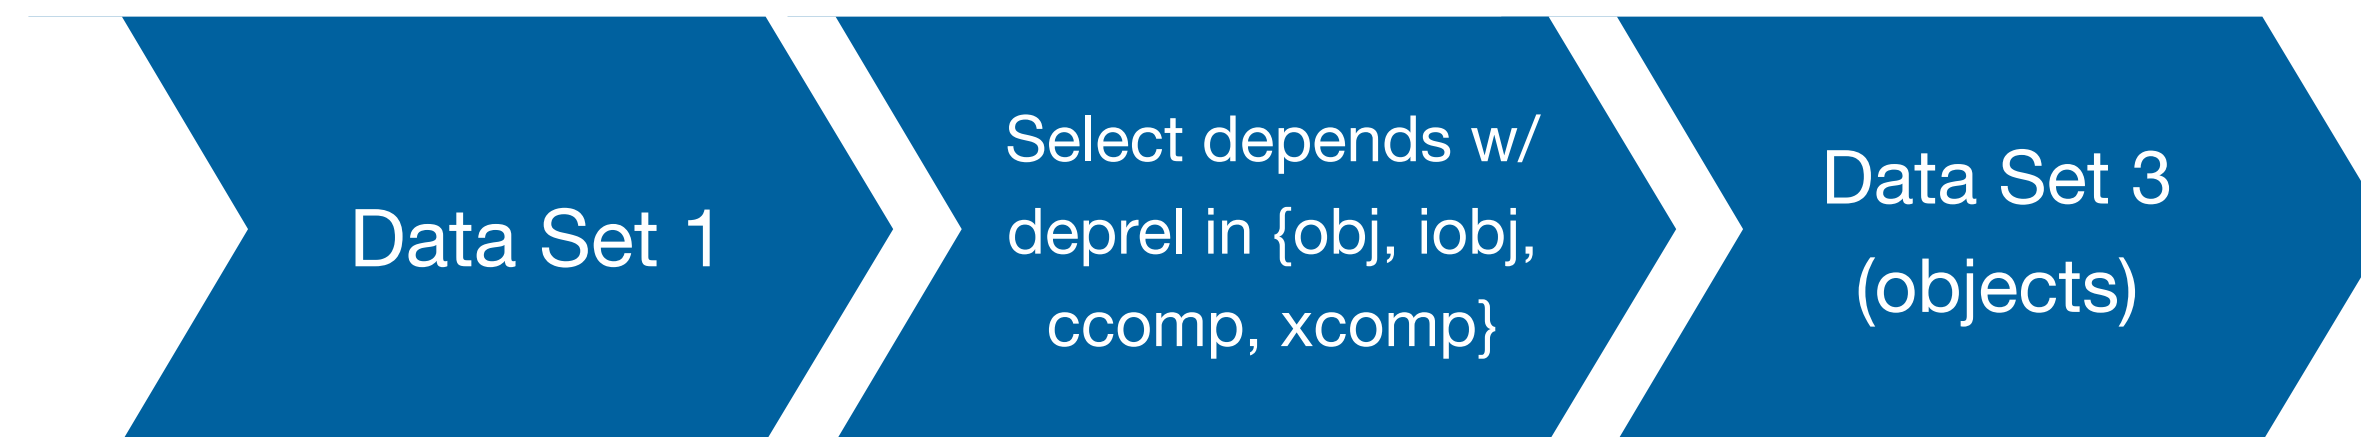 Data Set 1
Select depends w/
deprel in {obj, iobj,
ccomp, xcomp}
Data Set 3
(objects)